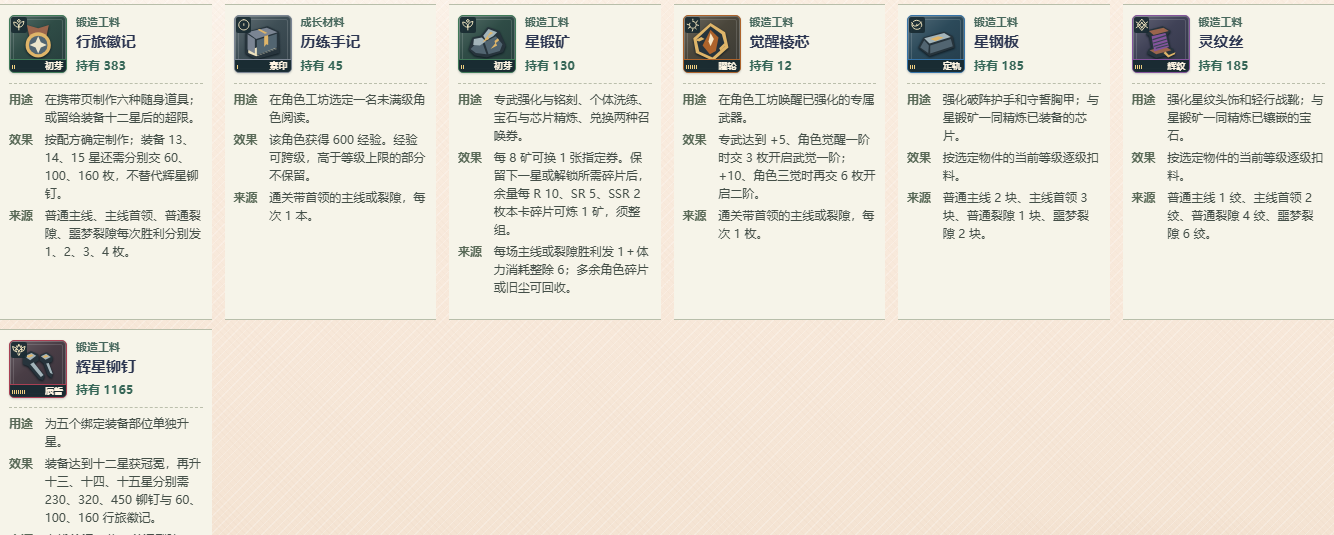 锻造工料
行旅徽记
初芽
持有 383
用途
在携带页制作六种随身道具；
或留给装备十二星后的超限。
效果
按配方确定制作；装备 13、
14、15 星还需分别交 60、
100、160 枚，不替代辉星铆
钉。
来源
普通主线、主线首领、普通裂
隙、噩梦裂隙每次胜利分别发
1、2、3、4 枚。
成长材料
历练手记
素印
持有 45
用途
在角色工坊选定一名未满级角
色阅读。
效果
该角色获得 600 经验。经验
可跨级，高于等级上限的部分
不保留。
来源
通关带首领的主线或裂隙，每
次 1 本。
锻造工料
星锻矿
初芽
持有 130
用途
专武强化与铭刻、个体洗练、
宝石与芯片精炼、兑换两种召
唤券。
效果
每 8 矿可换 1 张指定券。保
留下一星或解锁所需碎片后，
余量每 R 10、SR 5、SSR 2
枚本卡碎片可炼 1 矿，须整
组。
来源
每场主线或裂隙胜利发 1 + 体
力消耗整除 6；多余角色碎片
或旧尘可回收。
锻造工料
觉醒棱芯
曜轮
持有 12
用途
在角色工坊唤醒已强化的专属
武器。
效果
专武达到 +5、角色觉醒一阶
时交 3 枚开启武觉一阶；
+10、角色三觉时再交 6 枚开
启二阶。
来源
通关带首领的主线或裂隙，每
次 1 枚。
锻造工料
星钢板
定轨
持有 185
用途
强化破阵护手和守誓胸甲；与
星锻矿一同精炼已装备的芯
片。
效果
按选定物件的当前等级逐级扣
料。
来源
普通主线 2 块、主线首领 3
块、普通裂隙 1 块、噩梦裂
隙 2 块。
锻造工料
灵纹丝
辉纹
持有 185
用途
强化星纹头饰和轻行战靴；与
星锻矿一同精炼已镶嵌的宝
石。
效果
按选定物件的当前等级逐级扣
料。
来源
普通主线 1 绞、主线首领 2
绞、普通裂隙 4 绞、噩梦裂
隙 6 绞。
锻造工料
辉星铆钉
辰誓
持有 1165
用途
为五个绑定装备部位单独升
星。
效果
装备达到十二星获冠冕，再升
十三、十四、十五星分别需
230、320、450 铆钉与 60、
100、160 行旅徽记。